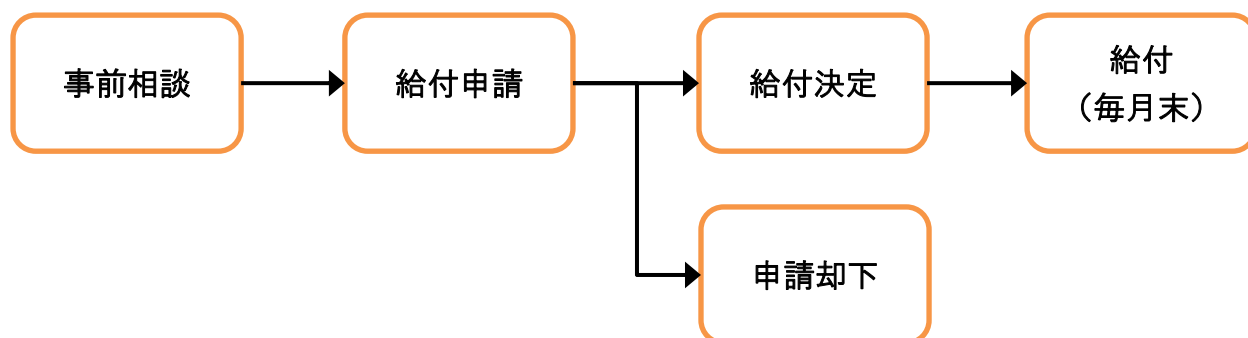 事前相談
給付申請
給付決定
給付
（毎月末）
申請却下